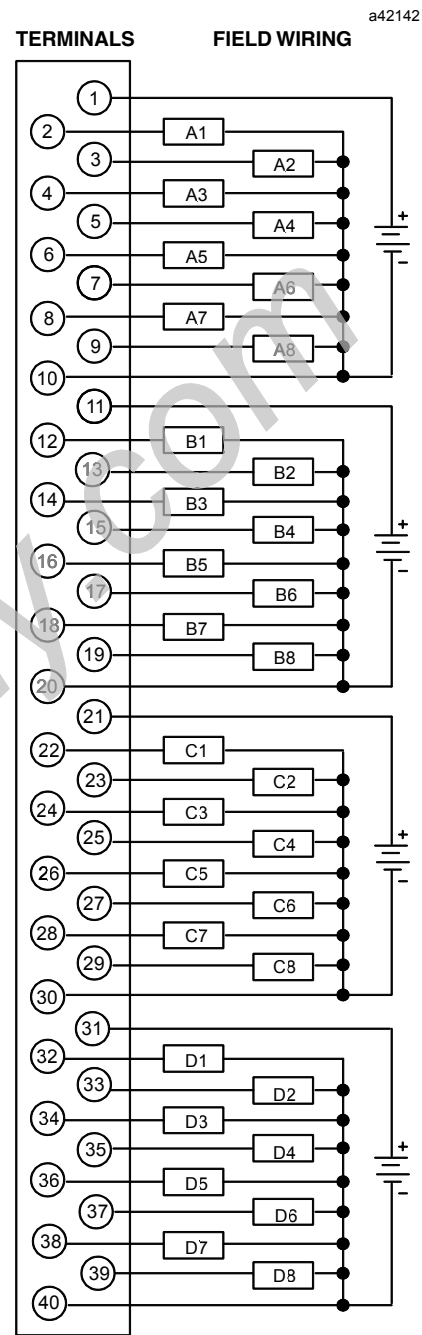 a42142
TERMINALS FIELD WIRING
1
2 A1
3 A2
4 A3
5 A4
6 A5
7 A6
8 A7
9 A8
10
11
12 B1
13 B2
14 B3
15 B4
16 B5
17 B6
18 B7
19 B8
20
21
22 C1
23 C2
24 C3
25 C4
26 C5
27 C6
28 C7
29 C8
30
31
32 D1
33 D2
34 D3
35 D4
36 D5
37 D6
38 D7
39 D8
40
+
-
+
-
+
-
+
-
y.com